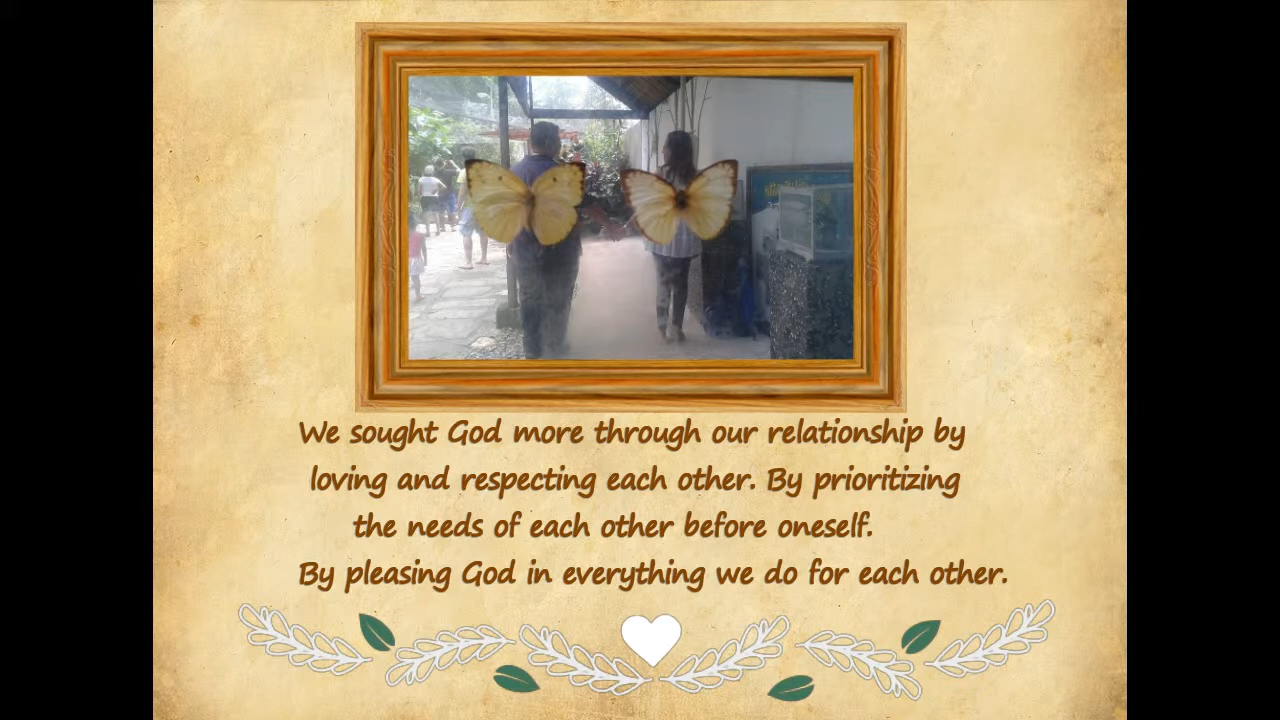 We sought God more through our relationship by
loving and respecting each other. By prioritizing
the needs of each other before oneself.
By pleasing God in everything we do for each other.